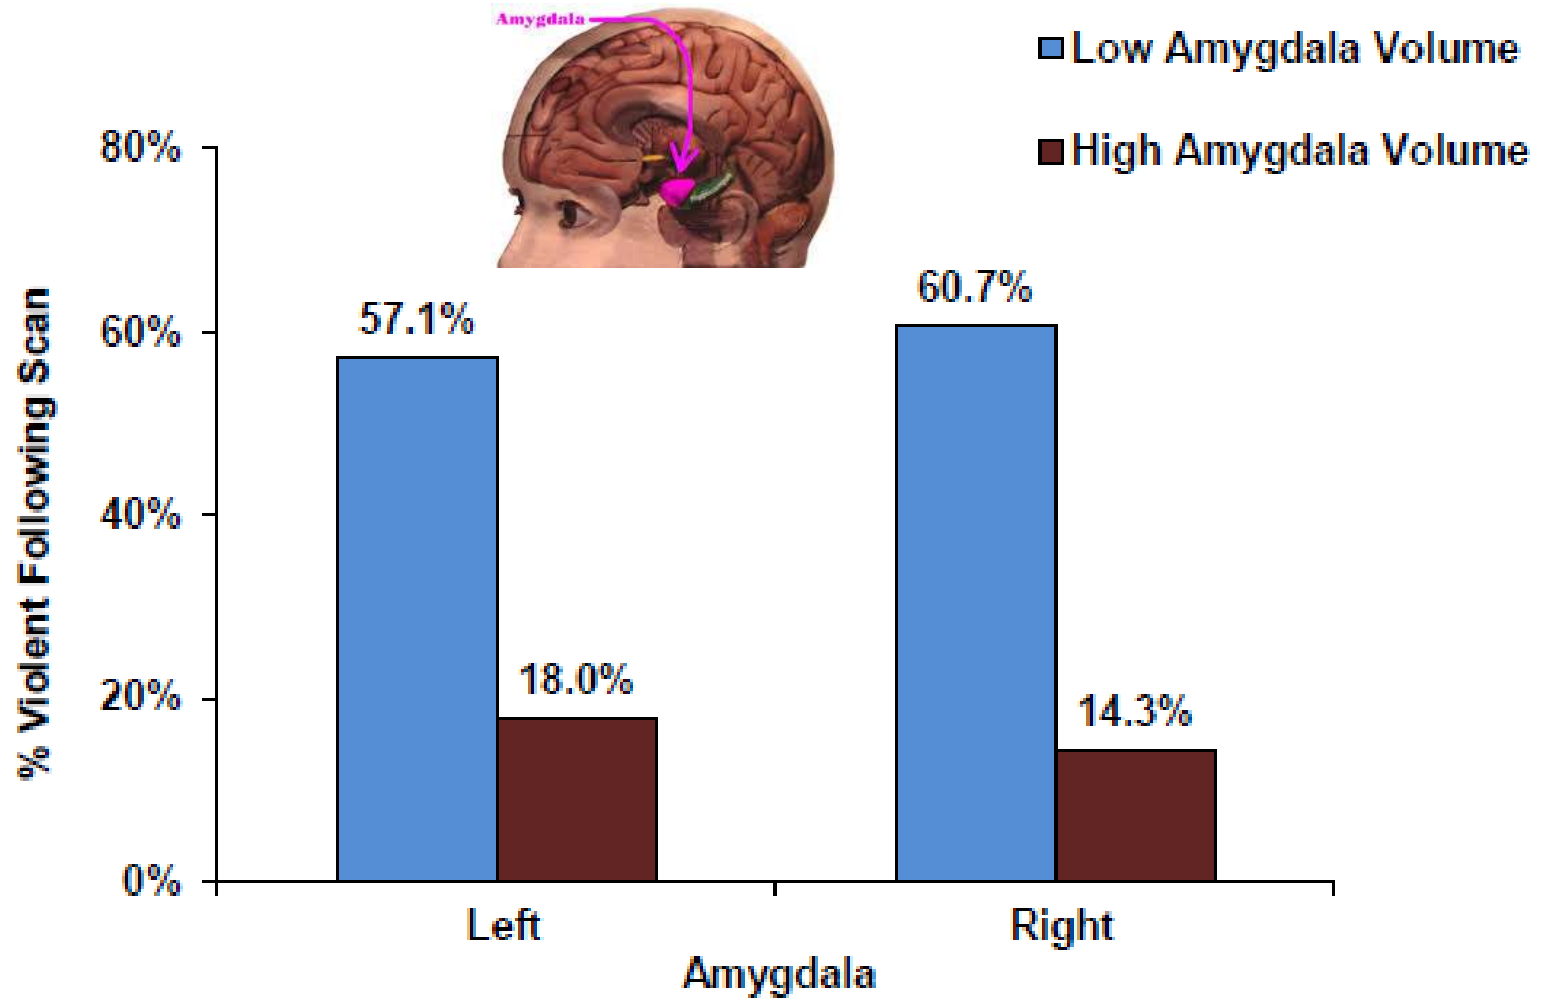 Amygdala
Low Amygdala Volume
High Amygdala Volume
% Violent Following Scan
80%
60%
40%
20%
0%
57.1%
18.0%
60.7%
14.3%
Left
Right
Amygdala